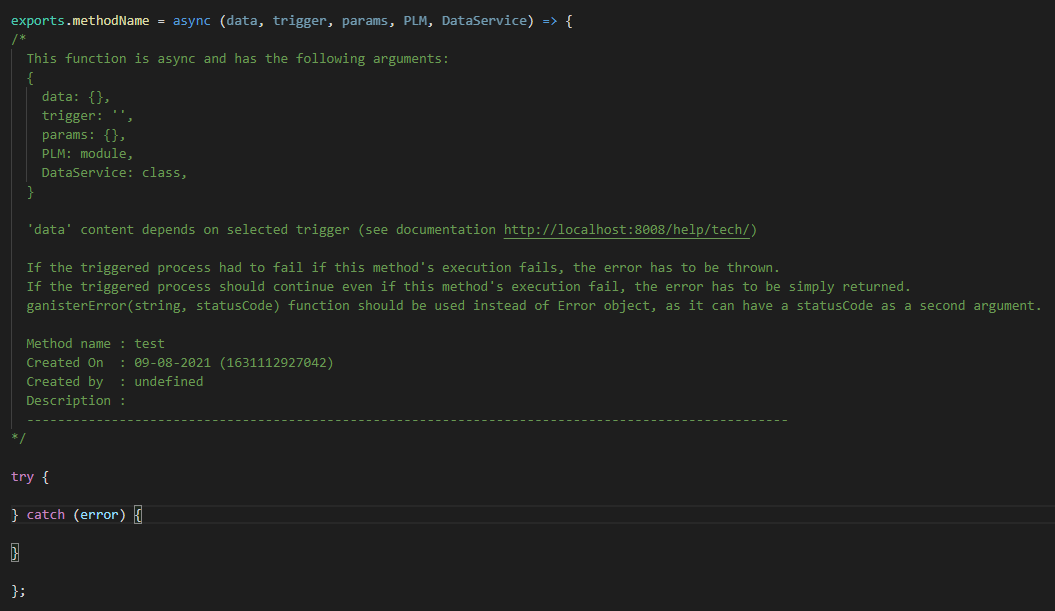 exports.methodName = async (data, trigger, params, PLM, DataService) => {
/*
This function is async and has the following arguments:
{
data: {},
trigger: '',
params: {},
PLM: module,
DataService: class,
}
'data' content depends on selected trigger (see documentation http://localhost:8008/help/tech/)
If the triggered process had to fail if this method's execution fails, the error has to be thrown.
If the triggered process should continue even if this method's execution fail, the error has to be simply returned.
ganisterError(string, statusCode) function should be used instead of Error object, as it can have a statusCode as a second argument.
Method name : test
Created On  : 09-08-2021 (1631112927042)
Created by  : undefined
Description :
---------------------------------------------------------------------------------------------------
*/
try {
} catch (error) {
}
};